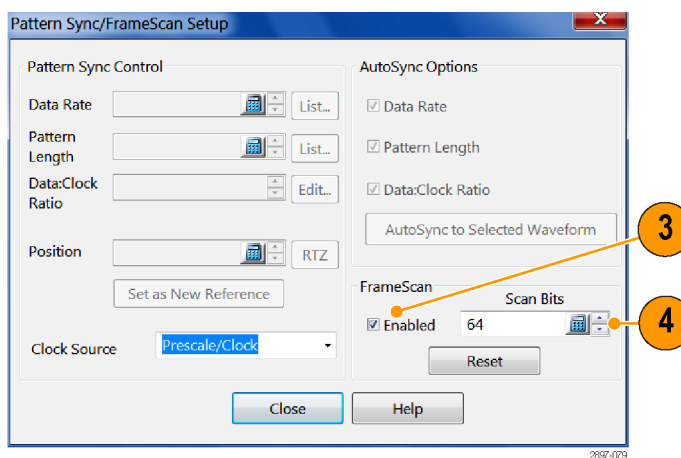 Pattern Sync/FrameScan Setup
X
Pattern Sync Control
AutoSync Options
Data Rate
List...
Data Rate
Pattern
Length
List...
Pattern Length
Data:Clock
Ratio
Edit...
Data:Clock Ratio
3
AutoSync to Selected Waveform
Position
RTZ
Set as New Reference
FrameScan
Scan Bits
Enabled
64
4
Clock Source
Prescale/Clock
Reset
Close
Help
2897-079